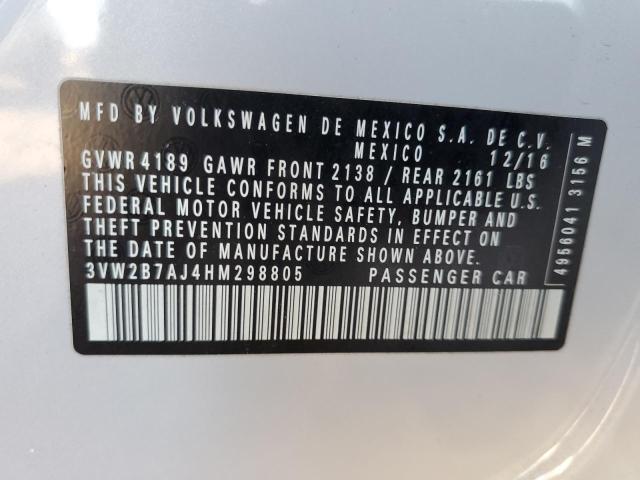 MFD BY VOLKSWAGEN DE MEXICO S.A. DE C.V.
MEXICO 12/16
GVWR 4189 GAWR FRONT 2138 / REAR 2161 LBS
THIS VEHICLE CONFORMS TO ALL APPLICABLE U.S.
FEDERAL MOTOR VEHICLE SAFETY, BUMPER AND
THEFT PREVENTION STANDARDS IN EFFECT ON
THE DATE OF MANUFACTURE SHOWN ABOVE.
3VW2B7AJ4HM298805 PASSENGER CAR
4956041 3156 M